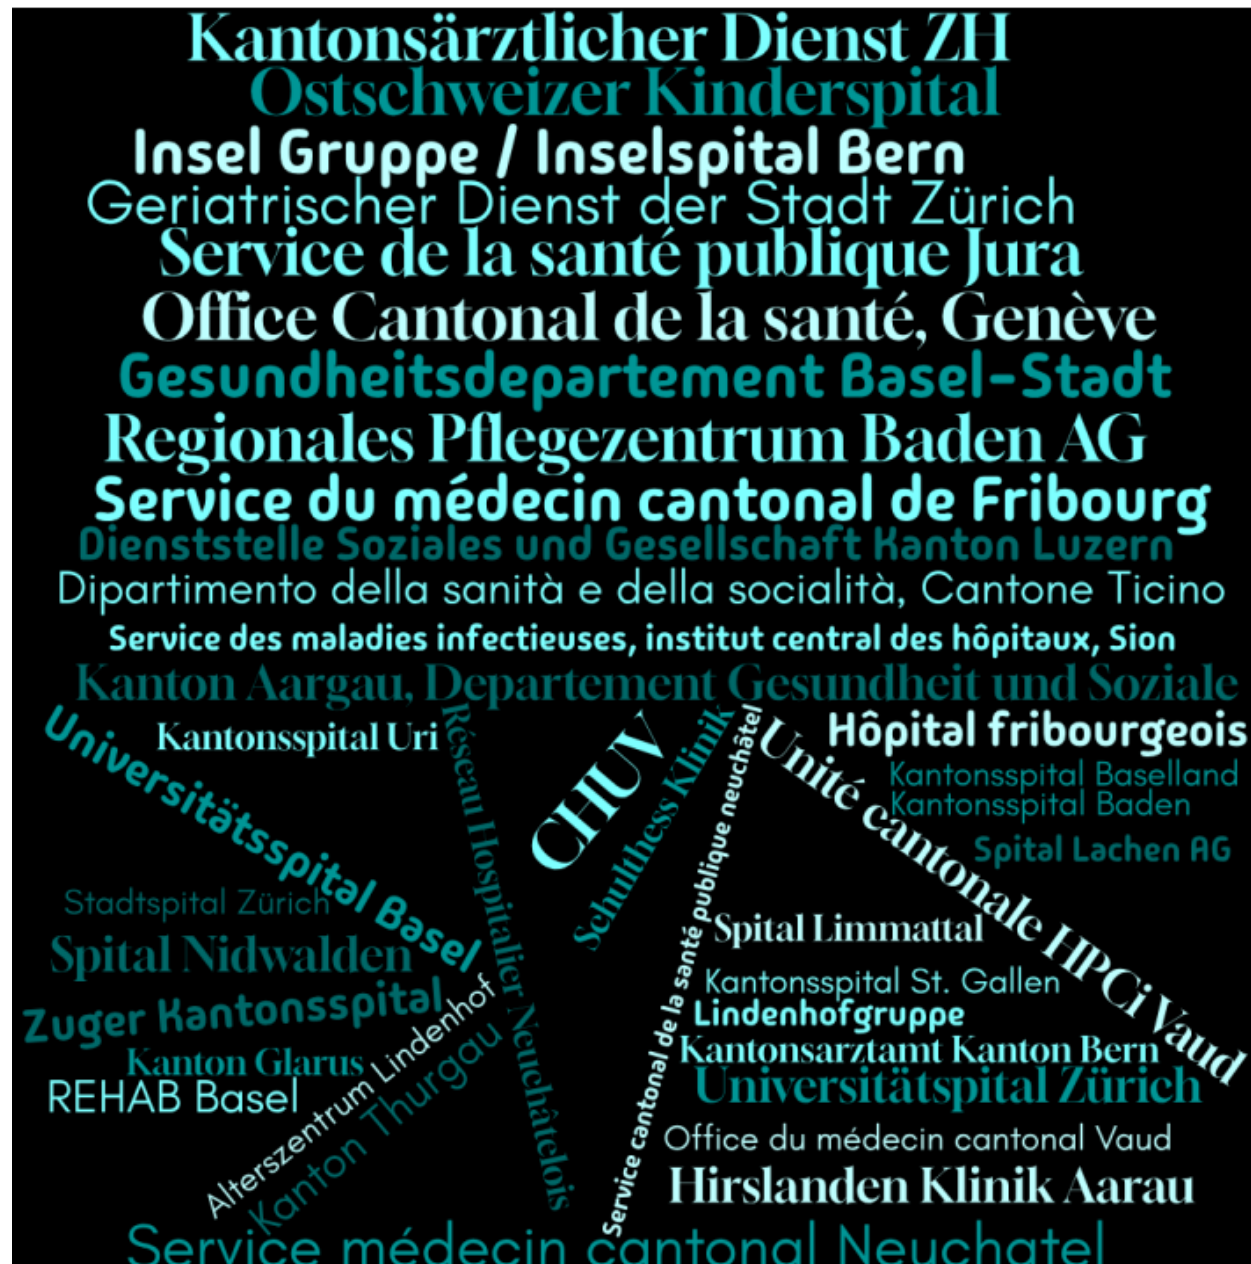 Kantonsärztlicher Dienst ZH
Ostschweizer Kinderspital
Insel Gruppe / Inselspital Bern
Geriatrischer Dienst der Stadt Zürich
Service de la santé publique Jura
Office Cantonal de la santé, Genève
Gesundheitsdepartement Basel-Stadt
Regionales Pflegezentrum Baden AG
Service du médecin cantonal de Fribourg
Dienststelle Soziales und Gesellschaft Kanton Luzern
Dipartimento della sanità e della socialità, Cantone Ticino
Service des maladies infectieuses, institut central des hôpitaux, Sion
Kanton Aargau, Departement Gesundheit und Soziale
Universitätsspital Basel
Kantonsspital Uri
Réseau Hospitalier Neuchâtelois
CHUV
Schulthess Klinik
Service cantonal de la santé publique neuchâtel
Unité cantonale HPCi Vaud
Hôpital fribourgeois
Kantonsspital Baselland
Kantonsspital Baden
Spital Lachen AG
Stadtspital Zürich
Spital Limmattal
Spital Nidwalden
Kantonsspital St. Gallen
Zuger Kantonsspital
Lindenhofgruppe
Kanton Glarus
Kantonsarztamt Kanton Bern
REHAB Basel
Universitätspital Zürich
Alterszentrum Lindenhof
Kanton Thurgau
Office du médecin cantonal Vaud
Hirslanden Klinik Aarau
Service médecin cantonal Neuchatel